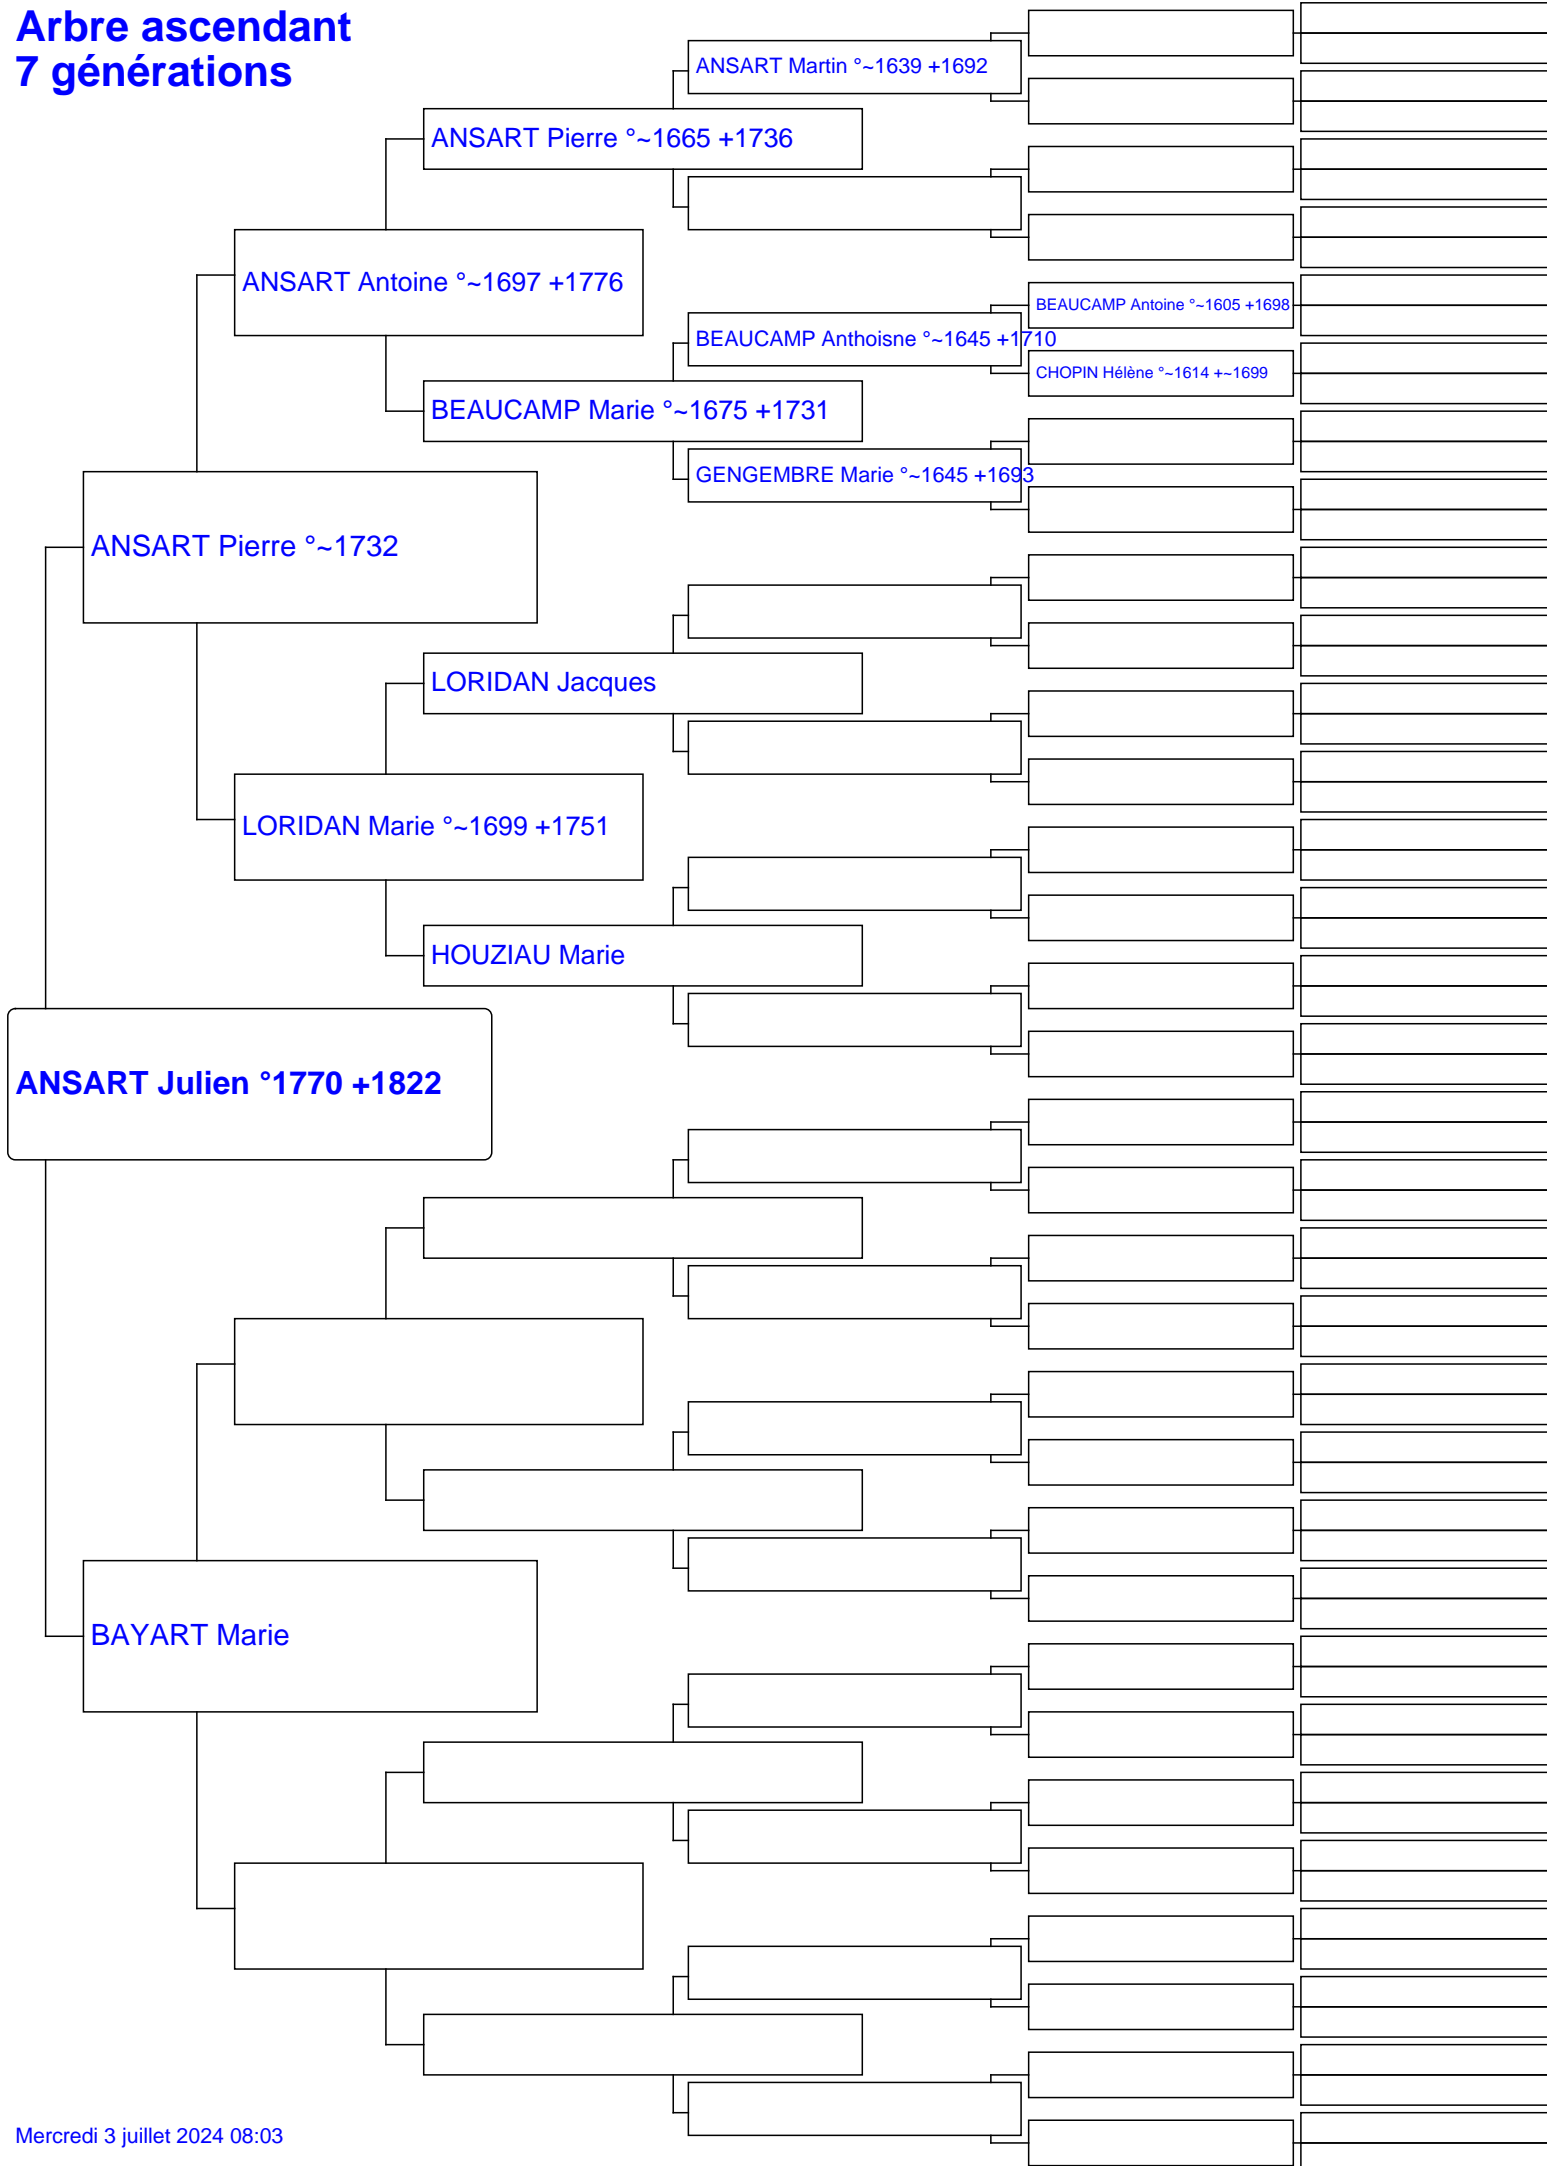 Arbre ascendant
7 générations
ANSART Martin °~1639 +1692
ANSART Pierre °~1665 +1736
ANSART Antoine °~1697 +1776
BEAUCAMP Antoine °~1605 +1698
BEAUCAMP Anthoisne °~1645 +1710
CHOPIN Hélène °~1614 +~1699
BEAUCAMP Marie °~1675 +1731
GENGEMBRE Marie °~1645 +1693
ANSART Pierre °~1732
LORIDAN Jacques
LORIDAN Marie °~1699 +1751
HOUZIAU Marie
ANSART Julien °1770 +1822
BAYART Marie
Mercredi 3 juillet 2024 08:03